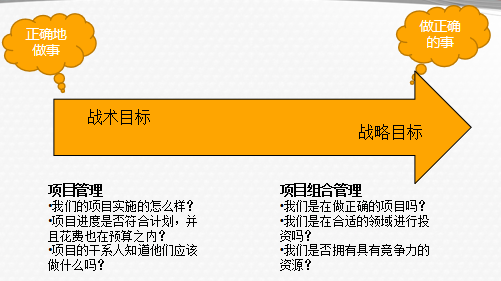 正确地
做事
做正确
的事
战术目标
战略目标
项目管理
•我们的项目实施的怎么样？
•项目进度是否符合计划，并
且花费也在预算之内？
•项目的干系人知道他们应该
做什么吗？
项目组合管理
•我们是在做正确的项目吗？
•我们是在合适的领域进行投
资吗？
•我们是否拥有具有竞争力的
资源？